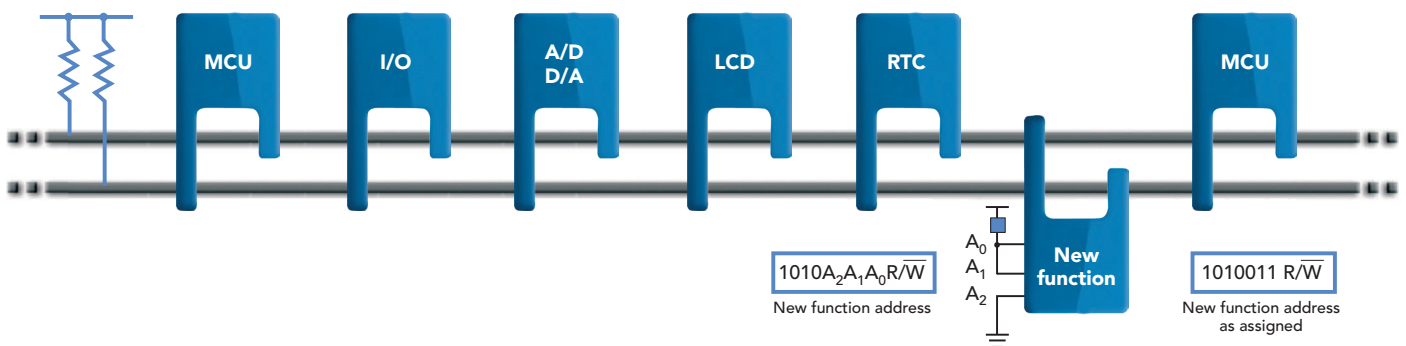 MCU
I/O
A/D
D/A
LCD
RTC
MCU
A₀
A₁
A₂
New
function
1010A₂A₁A₀R/W̅
New function address
1010011 R/W̅
New function address
as assigned